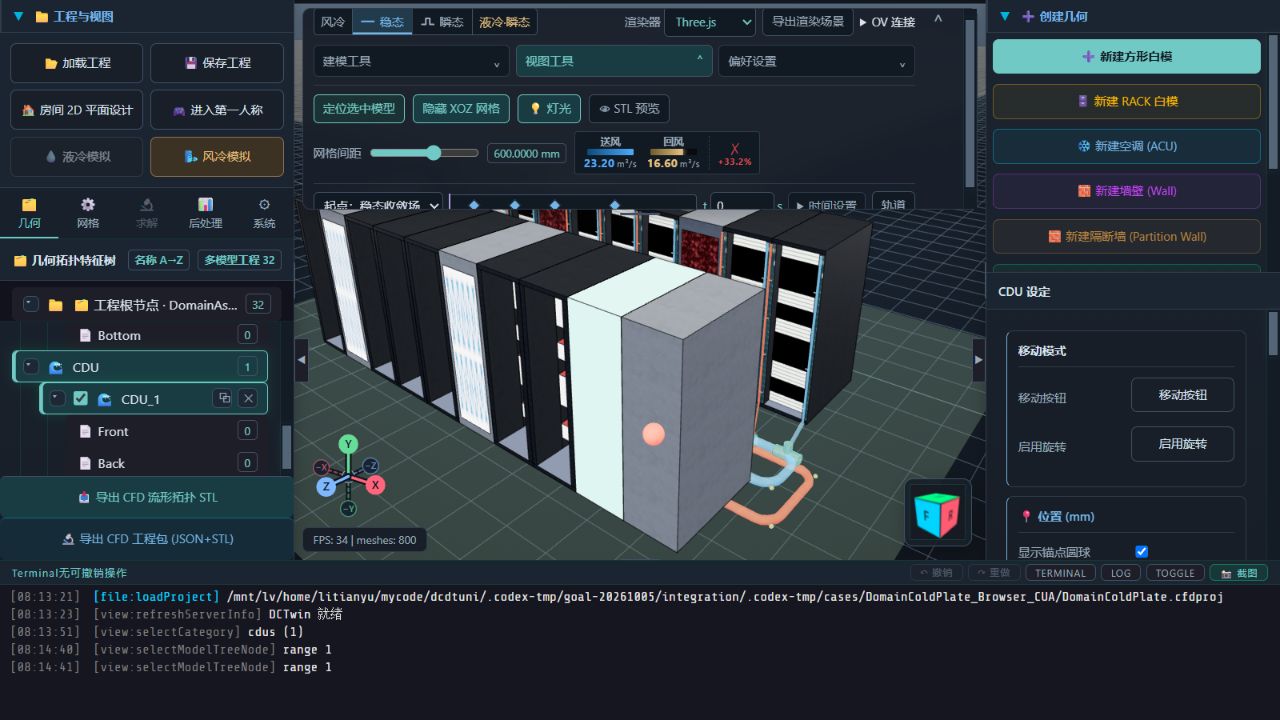 工程与视图
加载工程
保存工程
房间 2D 平面设计
进入第一人称
液冷模拟
风冷模拟
几何
网格
求解
后处理
系统
几何拓扑特征树
名称 A→Z
多模型工程 32
工程根节点 · DomainAs...
32
Bottom
0
CDU
1
CDU_1
Front
0
Back
0
导出 CFD 流形拓扑 STL
导出 CFD 工程包 (JSON+STL)
风冷
稳态
瞬态
液冷·瞬态
渲染器
Three.js
导出渲染场景
▶ OV 连接
建模工具
视图工具
偏好设置
定位选中模型
隐藏 XOZ 网格
灯光
STL 预览
网格间距
600.0000 mm
送风
23.20 m³/s
回风
16.60 m³/s
+33.2%
起点：稳态收敛场
t
0
s
▶ 时间设置
轨道
Y
-X
-Z
Z
X
-Y
F
R
FPS: 34 | meshes: 800
创建几何
新建方形白模
新建 RACK 白模
新建空调 (ACU)
新建墙壁 (Wall)
新建隔断墙 (Partition Wall)
CDU 设定
移动模式
移动按钮
移动按钮
启用旋转
启用旋转
位置 (mm)
显示锚点圆球
Terminal无可撤销操作
撤销
重做
TERMINAL
LOG
TOGGLE
截图
[08:13:21] [file:loadProject] /mnt/lv/home/litianyu/mycode/dcdtuni/.codex-tmp/goal-20261005/integration/.codex-tmp/cases/DomainColdPlate_Browser_CUA/DomainColdPlate.cfdproj
[08:13:23] [view:refreshServerInfo] DCTwin 就绪
[08:13:51] [view:selectCategory] cdus (1)
[08:14:40] [view:selectModelTreeNode] range 1
[08:14:41] [view:selectModelTreeNode] range 1